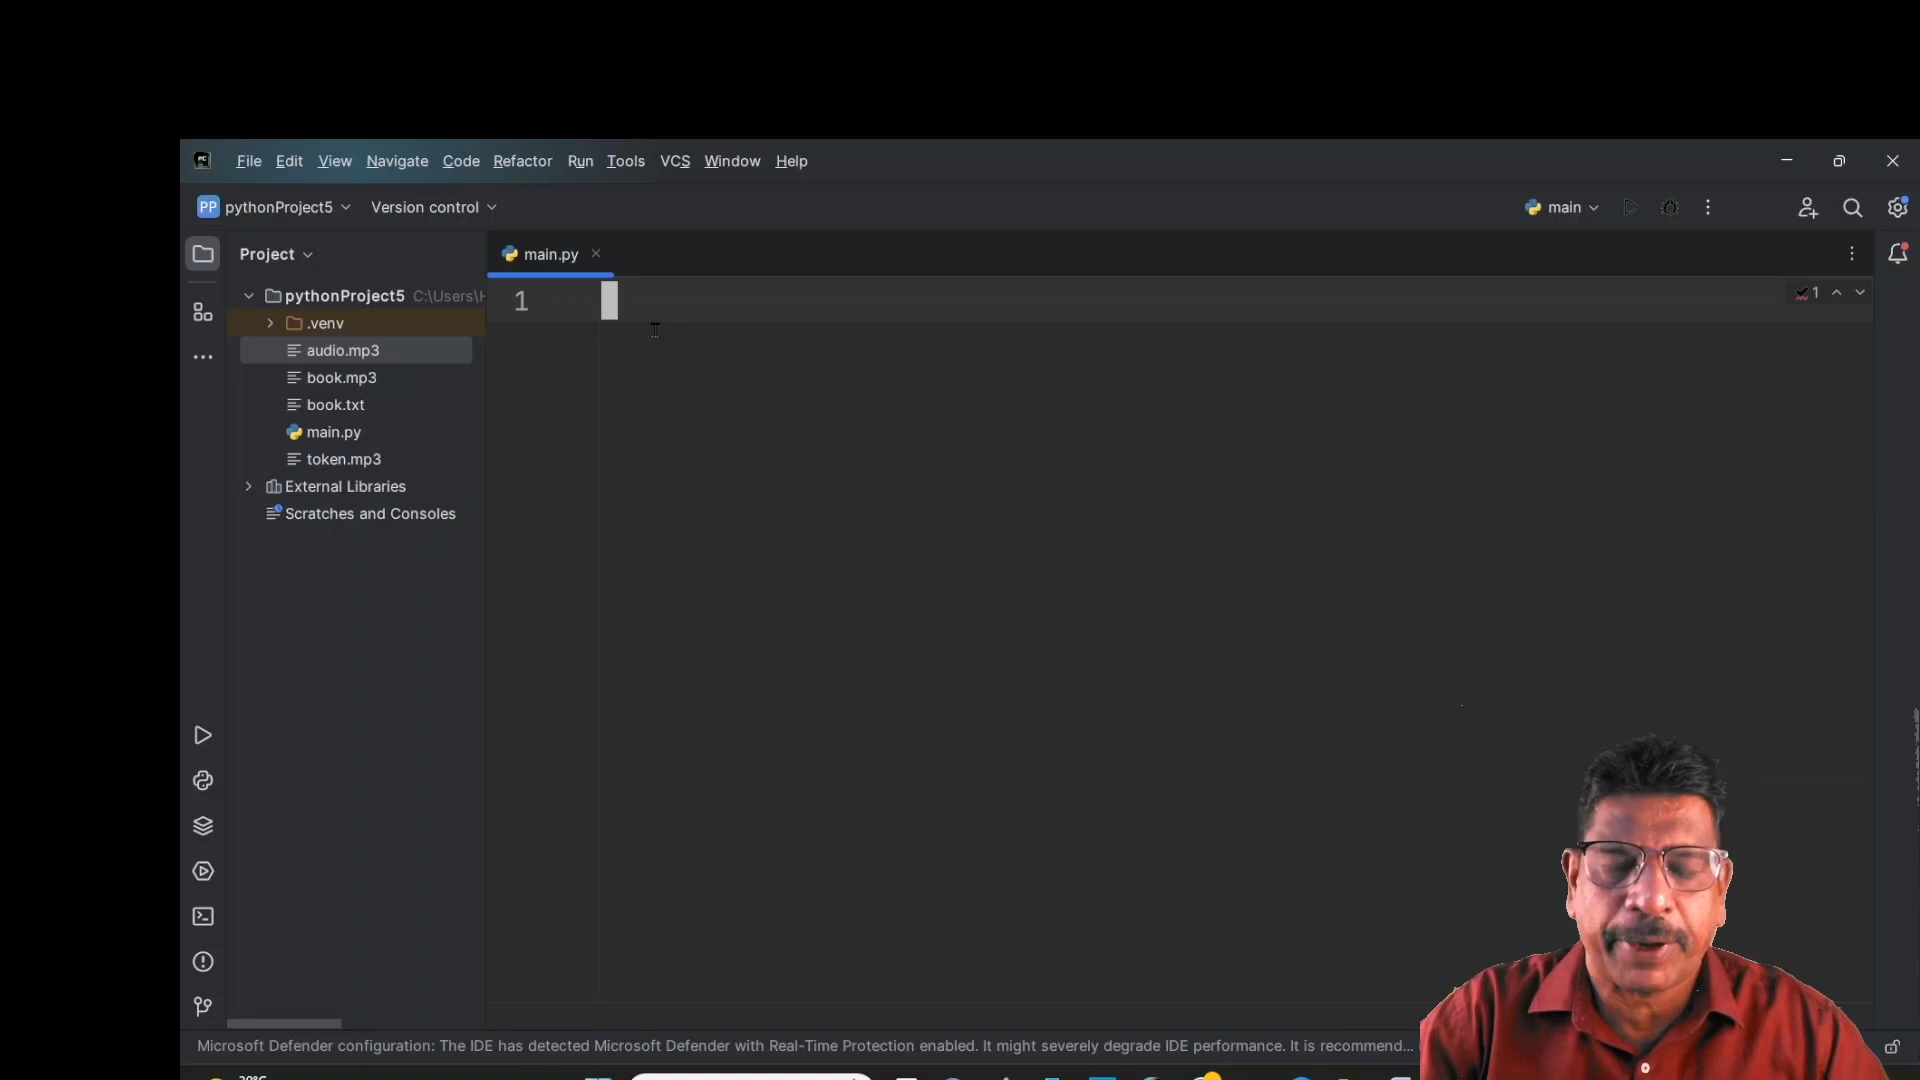 File Edit View Navigate Code Refactor Run Tools VCS Window Help
PP pythonProject5 Version control main
Project main.py
pythonProject5 C:\Users\
1
1
.venv
audio.mp3
book.mp3
book.txt
main.py
token.mp3
External Libraries
Scratches and Consoles
Microsoft Defender configuration: The IDE has detected Microsoft Defender with Real-Time Protection enabled. It might severely degrade IDE performance. It is recommend...